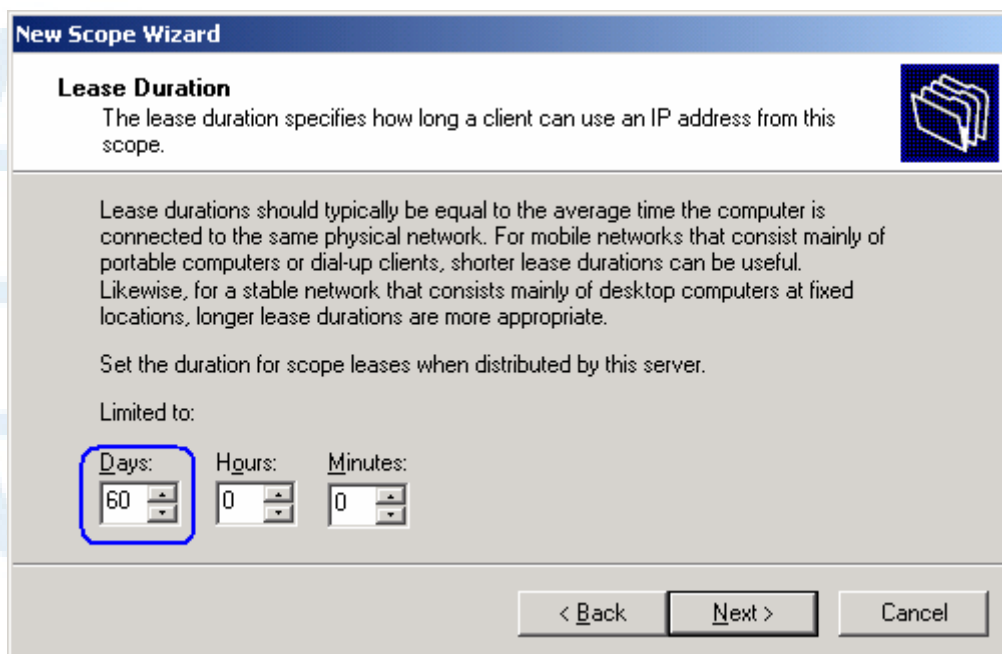 New Scope Wizard
Lease Duration
The lease duration specifies how long a client can use an IP address from this
scope.
Lease durations should typically be equal to the average time the computer is
connected to the same physical network. For mobile networks that consist mainly of
portable computers or dial-up clients, shorter lease durations can be useful.
Likewise, for a stable network that consists mainly of desktop computers at fixed
locations, longer lease durations are more appropriate.
Set the duration for scope leases when distributed by this server.
Limited to:
Days: Hours: Minutes:
60 0 0
< Back Next > Cancel